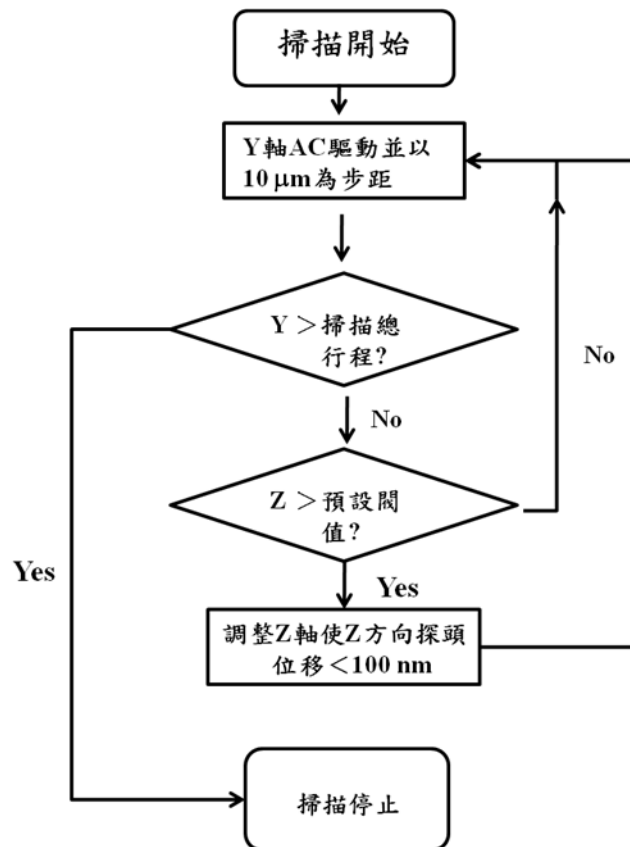 掃描開始
Y軸AC驅動並以
10 μm為步距
Y＞掃描總
行程?
No
No
Z＞預設閥
值?
Yes
Yes
調整Z軸使Z方向探頭
位移＜100 nm
掃描停止